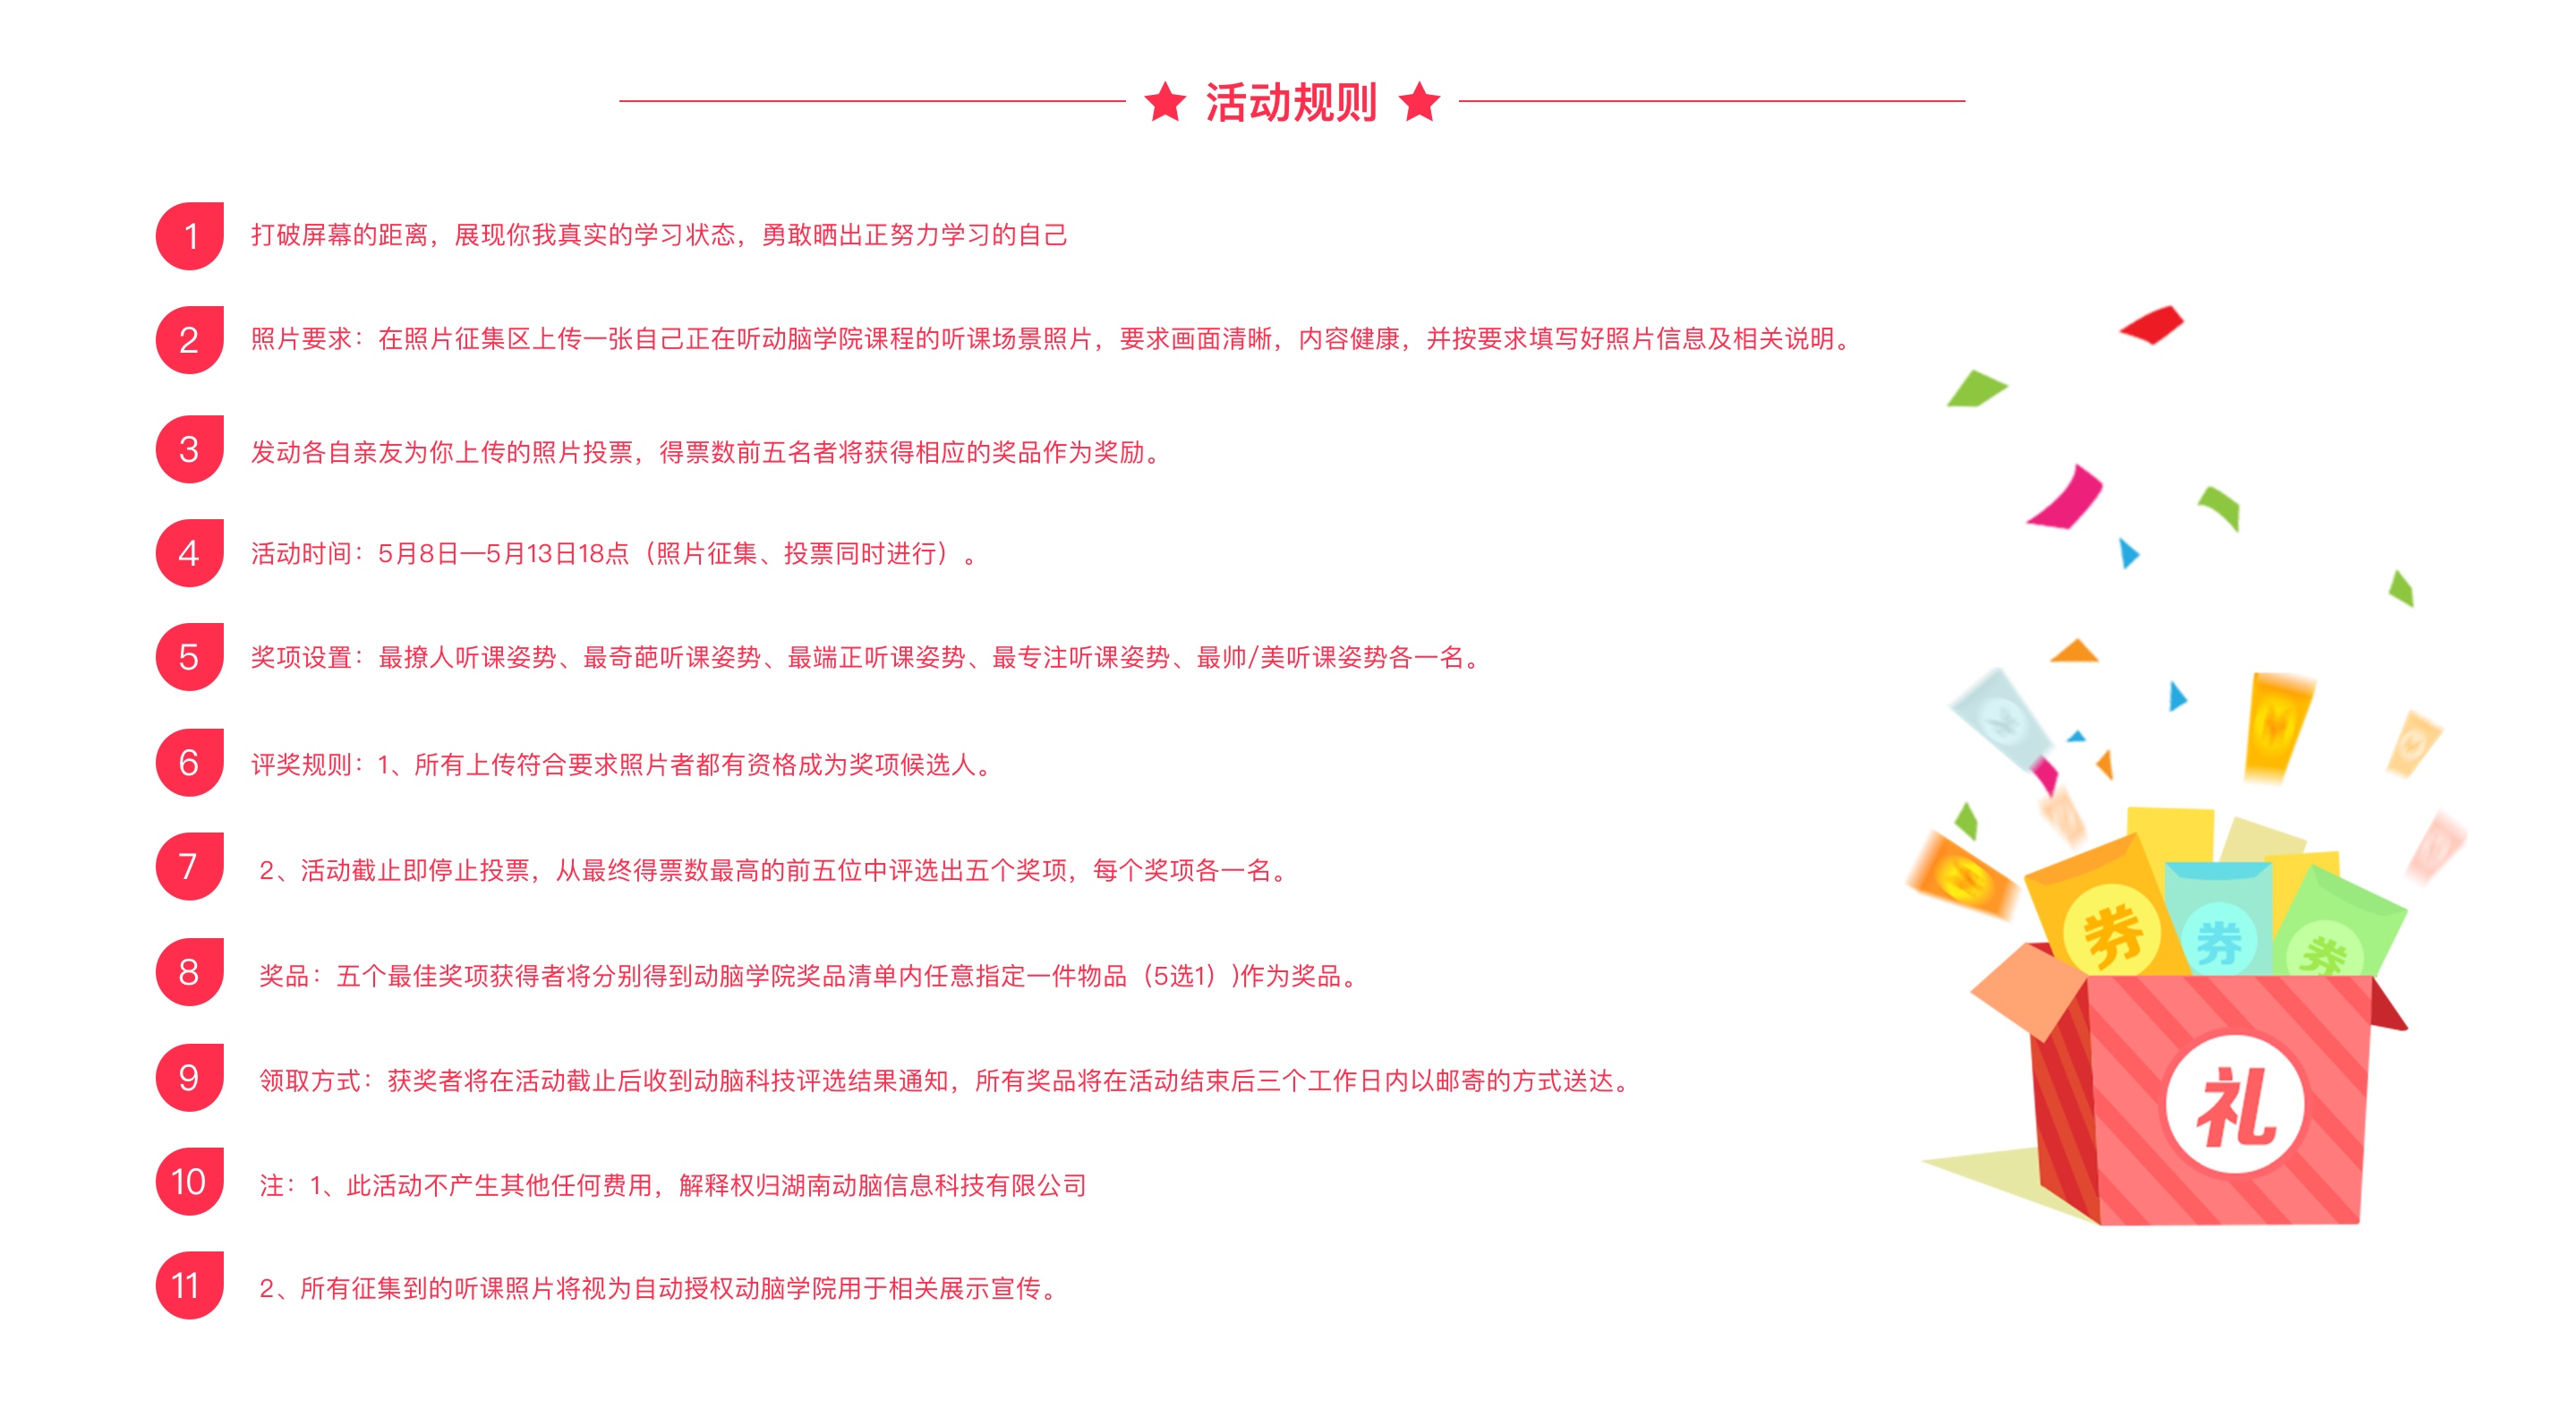 活动规则
1 打破屏幕的距离，展现你我真实的学习状态，勇敢晒出正努力学习的自己
2 照片要求：在照片征集区上传一张自己正在听动脑学院课程的听课场景照片，要求画面清晰，内容健康，并按要求填写好照片信息及相关说明。
3 发动各自亲友为你上传的照片投票，得票数前五名者将获得相应的奖品作为奖励。
4 活动时间：5月8日—5月13日18点（照片征集、投票同时进行）。
5 奖项设置：最撩人听课姿势、最奇葩听课姿势、最端正听课姿势、最专注听课姿势、最帅/美听课姿势各一名。
6 评奖规则：1、所有上传符合要求照片者都有资格成为奖项候选人。
7 2、活动截止即停止投票，从最终得票数最高的前五位中评选出五个奖项，每个奖项各一名。
8 奖品：五个最佳奖项获得者将分别得到动脑学院奖品清单内任意指定一件物品（5选1）)作为奖品。
9 领取方式：获奖者将在活动截止后收到动脑科技评选结果通知，所有奖品将在活动结束后三个工作日内以邮寄的方式送达。
10 注：1、此活动不产生其他任何费用，解释权归湖南动脑信息科技有限公司
11 2、所有征集到的听课照片将视为自动授权动脑学院用于相关展示宣传。
券
券
券
礼